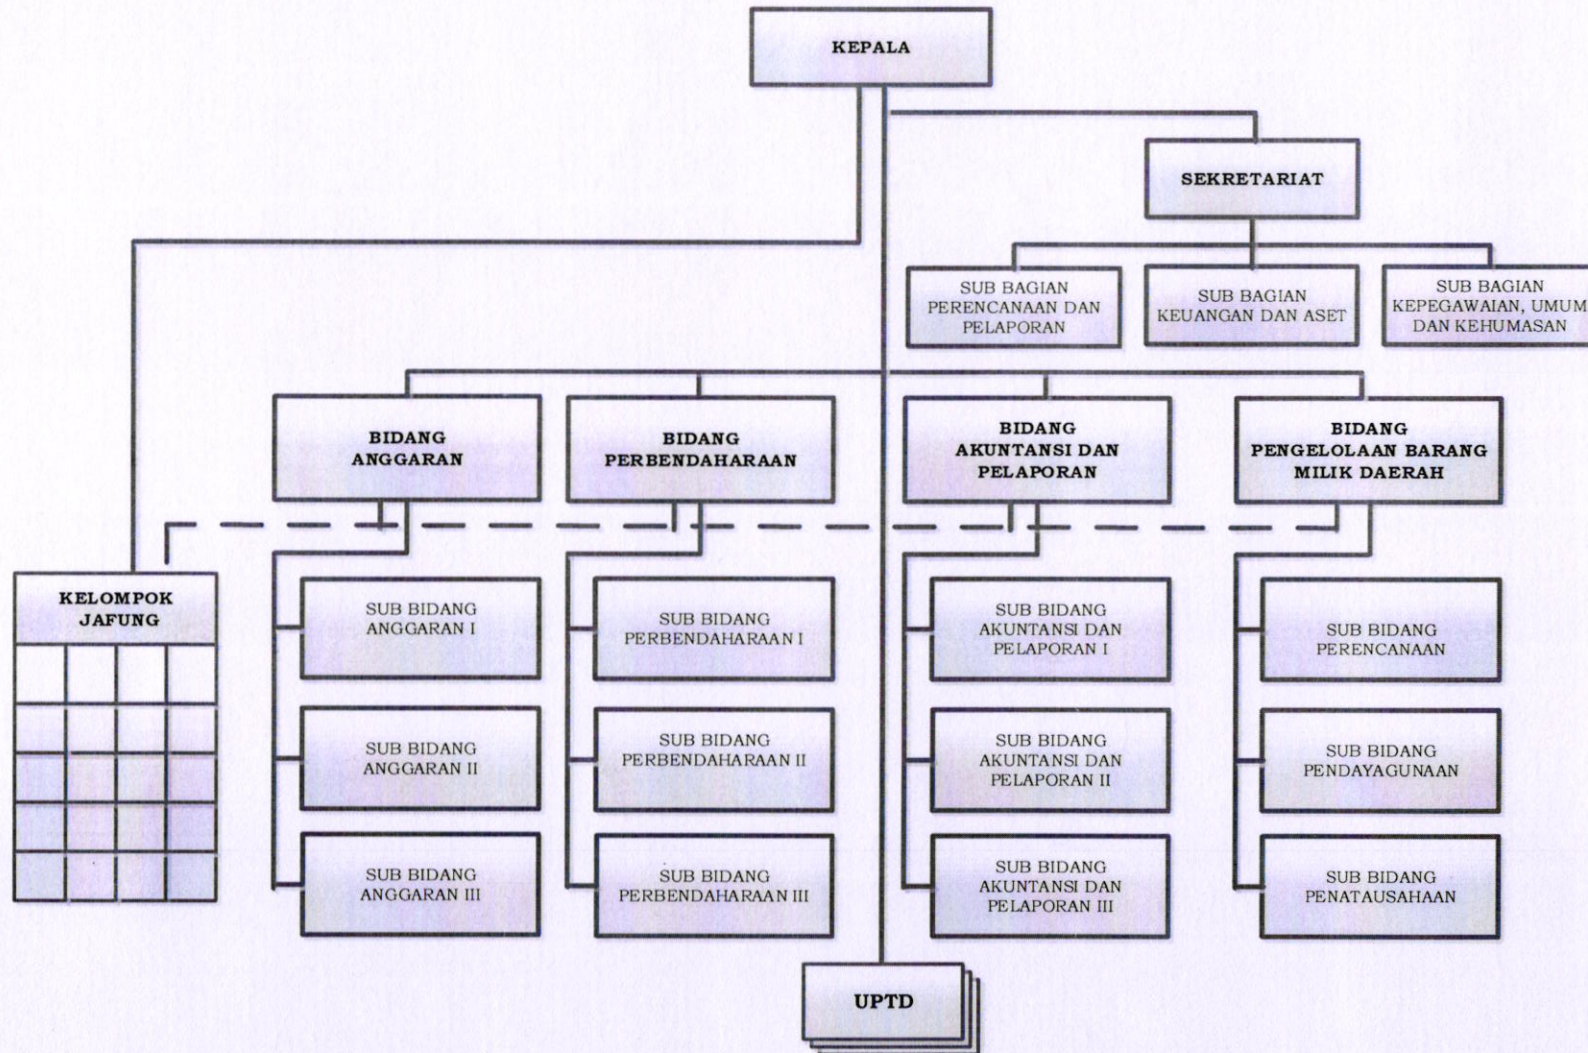 KEPALA
SEKRETARIAT
SUB BAGIAN
PERENCANAAN DAN
PELAPORAN
SUB BAGIAN
KEUANGAN DAN ASET
SUB BAGIAN
KEPEGAWAIAN, UMUM
DAN KEHUMASAN
BIDANG
ANGGARAN
BIDANG
PERBENDAHARAAN
BIDANG
AKUNTANSI DAN
PELAPORAN
BIDANG
PENGELOLAAN BARANG
MILIK DAERAH
KELOMPOK
JAFUNG
SUB BIDANG
ANGGARAN I
SUB BIDANG
ANGGARAN II
SUB BIDANG
ANGGARAN III
SUB BIDANG
PERBENDAHARAAN I
SUB BIDANG
PERBENDAHARAAN II
SUB BIDANG
PERBENDAHARAAN III
SUB BIDANG
AKUNTANSI DAN
PELAPORAN I
SUB BIDANG
AKUNTANSI DAN
PELAPORAN II
SUB BIDANG
AKUNTANSI DAN
PELAPORAN III
SUB BIDANG
PERENCANAAN
SUB BIDANG
PENDAYAGUNAAN
SUB BIDANG
PENATAUSAHAAN
UPTD